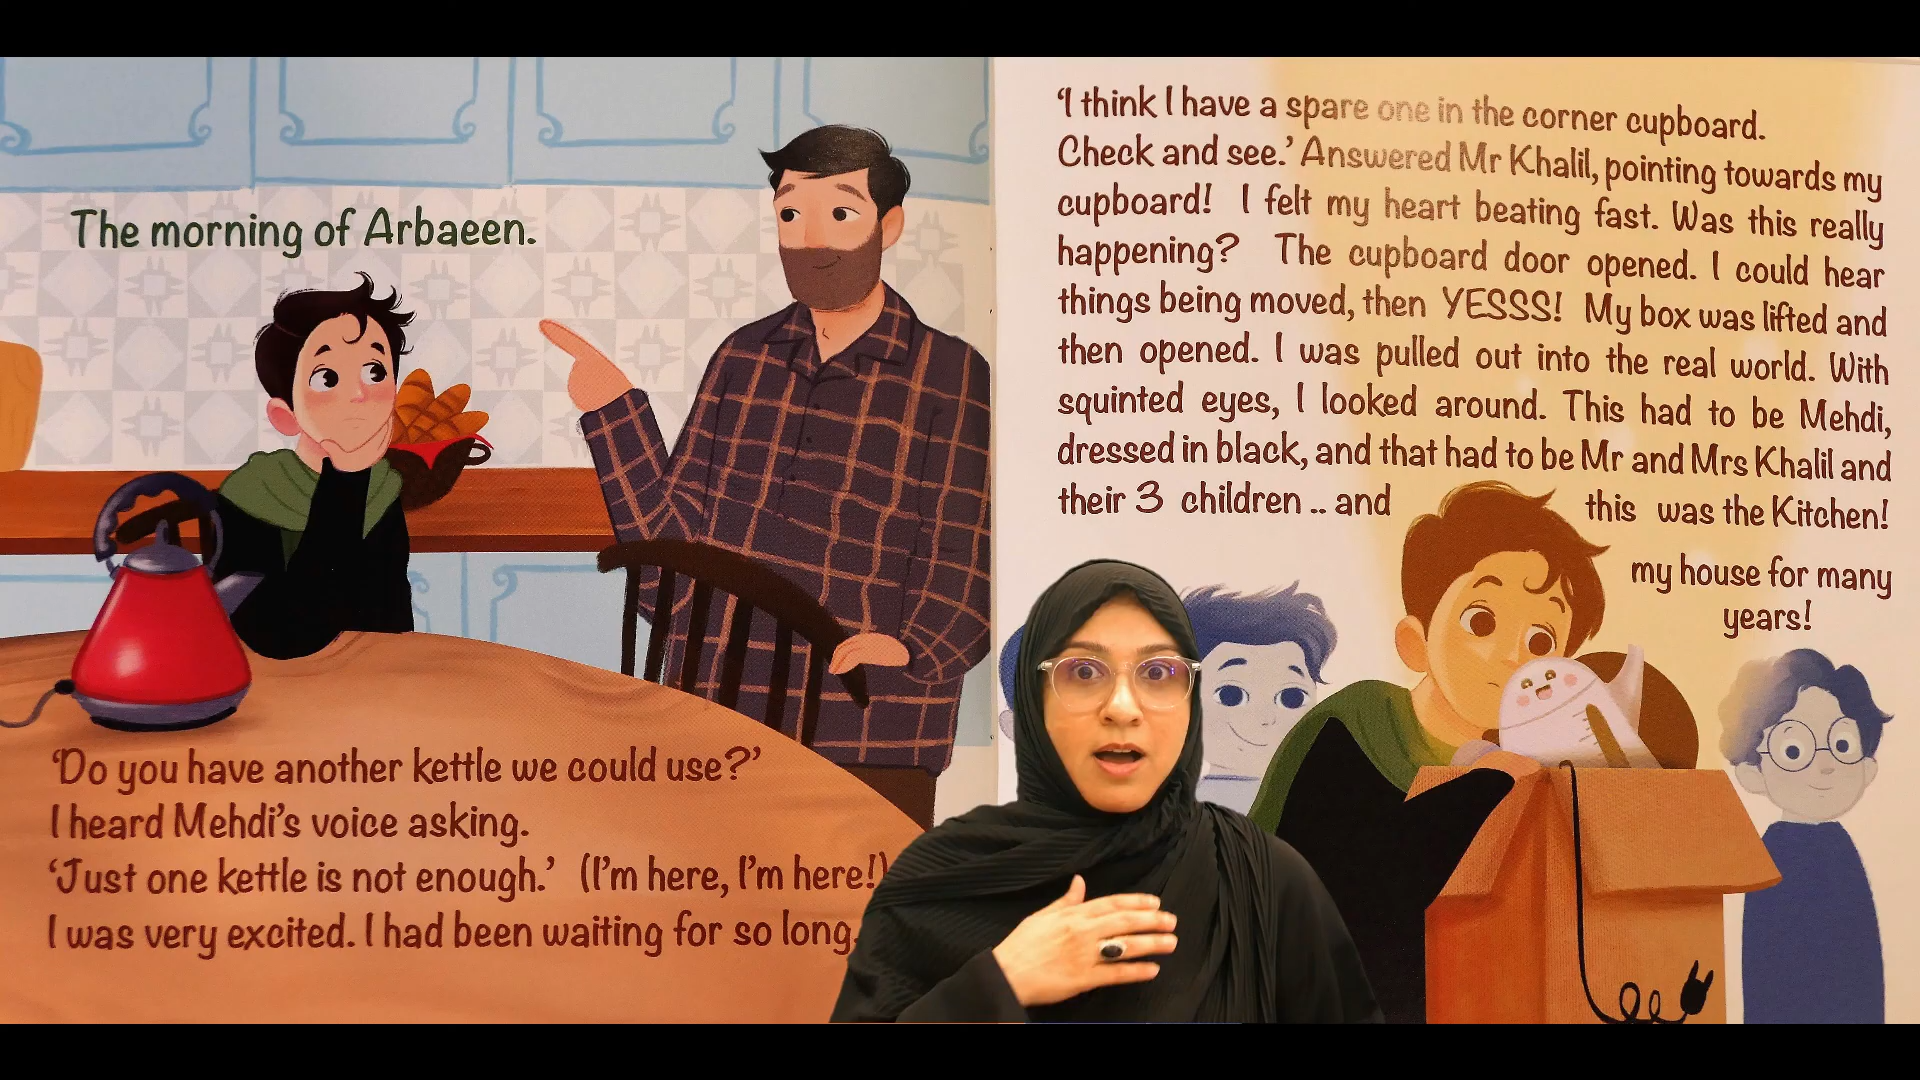 The morning of Arbaeen.
‘Do you have another kettle we could use?’
I heard Mehdi’s voice asking.
‘Just one kettle is not enough.’ (I’m here, I’m here!)
I was very excited. I had been waiting for so long.
‘I think I have a spare one in the corner cupboard.
Check and see.’ Answered Mr Khalil, pointing towards my
cupboard! I felt my heart beating fast. Was this really
happening? The cupboard door opened. I could hear
things being moved, then YESSS! My box was lifted and
then opened. I was pulled out into the real world. With
squinted eyes, I looked around. This had to be Mehdi,
dressed in black, and that had to be Mr and Mrs Khalil and
their 3 children .. and this was the Kitchen!
my house for many
years!